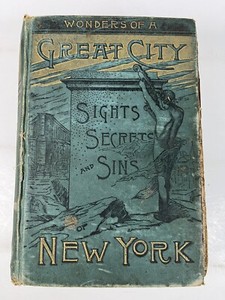 WONDERS OF A
GREAT CITY
SIGHTS
SECRETS
AND SINS
OF
NEW YORK